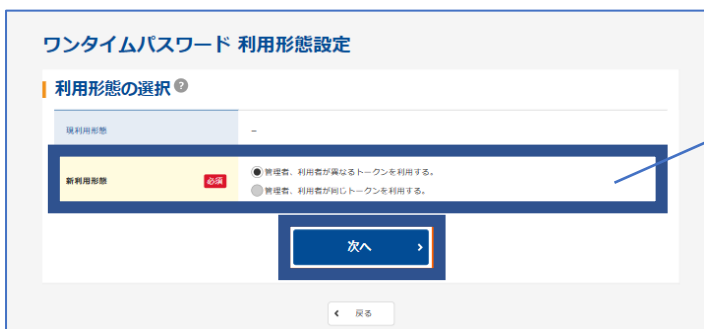 ワンタイムパスワード 利用形態設定
利用形態の選択 ?
現利用形態 －
新利用形態 必須 管理者、利用者が異なるトークンを利用する。
管理者、利用者が同じトークンを利用する。
次へ
戻る